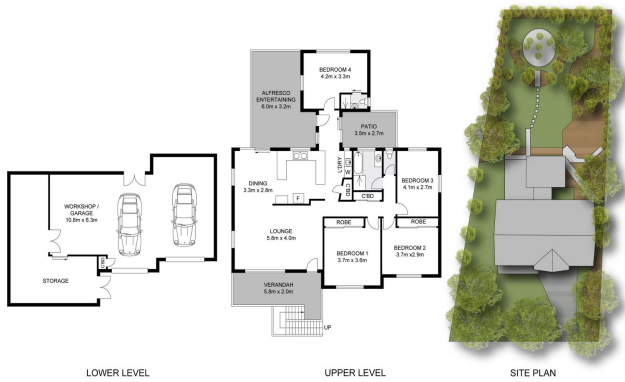 WORKSHOP /
GARAGE
10.8m x 6.3m
STORAGE
C'BD
LOWER LEVEL
BEDROOM 4
4.2m x 3.3m
ALFRESCO
ENTERTAINING
6.0m x 3.2m
PATIO
3.5m x 2.7m
DINING
3.3m x 2.8m
F
L'DRY
W
C'BD
C'BD
BEDROOM 3
4.1m x 2.7m
LOUNGE
5.8m x 4.0m
ROBE
ROBE
BEDROOM 1
3.7m x 3.6m
BEDROOM 2
3.7m x2.9m
VERANDAH
5.8m x 2.0m
UP
UPPER LEVEL
SITE PLAN